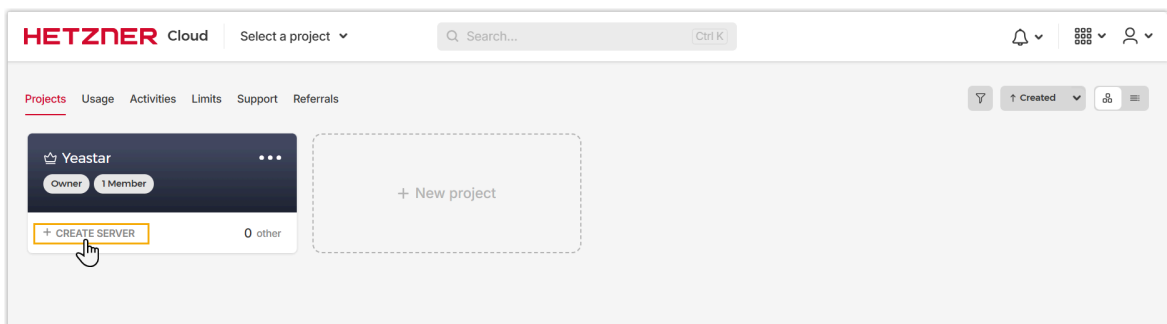 HETZNER Cloud Select a project Search... Ctrl K
Projects Usage Activities Limits Support Referrals ↑ Created
Yeastar
Owner 1 Member
+ New project
+ CREATE SERVER 0 other